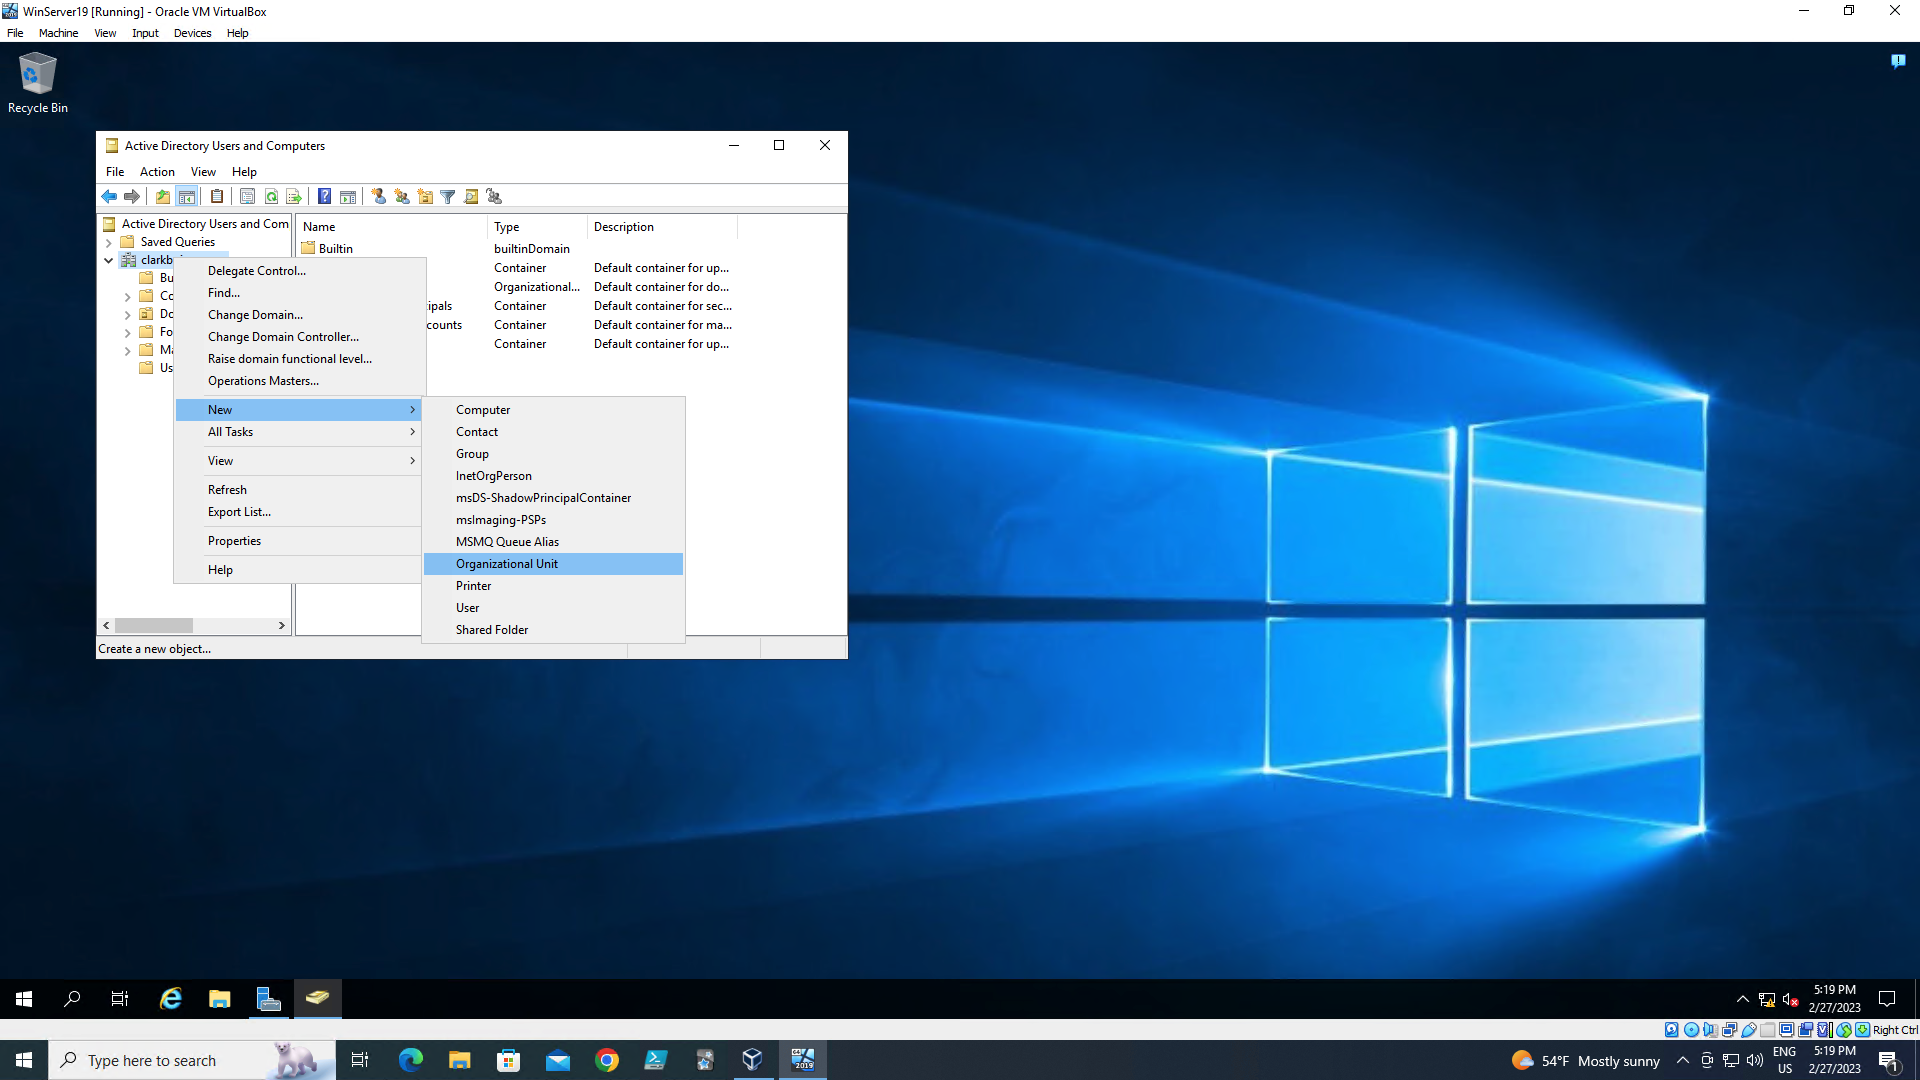 WinServer19 [Running] - Oracle VM VirtualBox
File Machine View Input Devices Help
Recycle Bin
Active Directory Users and Computers
File Action View Help
Active Directory Users and Com
Saved Queries
clarkb
Bu
Co
Do
Fo
Ma
Us
Name Type Description
Builtin builtinDomain
Container Default container for up...
Organizational... Default container for do...
ipals Container Default container for sec...
counts Container Default container for ma...
Container Default container for up...
Delegate Control...
Find...
Change Domain...
Change Domain Controller...
Raise domain functional level...
Operations Masters...
New
All Tasks
View
Refresh
Export List...
Properties
Help
Computer
Contact
Group
InetOrgPerson
msDS-ShadowPrincipalContainer
msImaging-PSPs
MSMQ Queue Alias
Organizational Unit
Printer
User
Shared Folder
Create a new object...
5:19 PM
2/27/2023
Right Ctrl
Type here to search
2019
54°F Mostly sunny
ENG
US
5:19 PM
2/27/2023
1